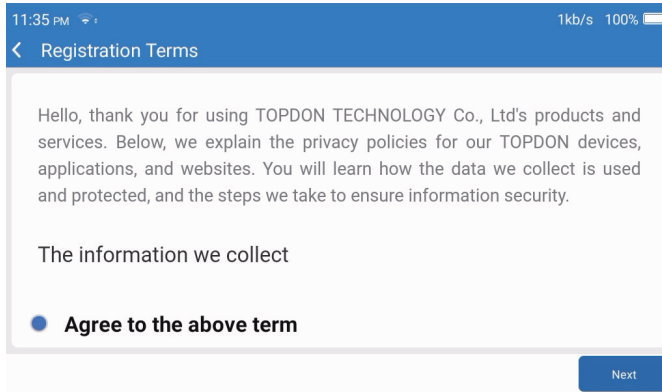 11:35 PM
1kb/s 100%
Registration Terms
Hello, thank you for using TOPDON TECHNOLOGY Co., Ltd's products and
services. Below, we explain the privacy policies for our TOPDON devices,
applications, and websites. You will learn how the data we collect is used
and protected, and the steps we take to ensure information security.
The information we collect
Agree to the above term
Next